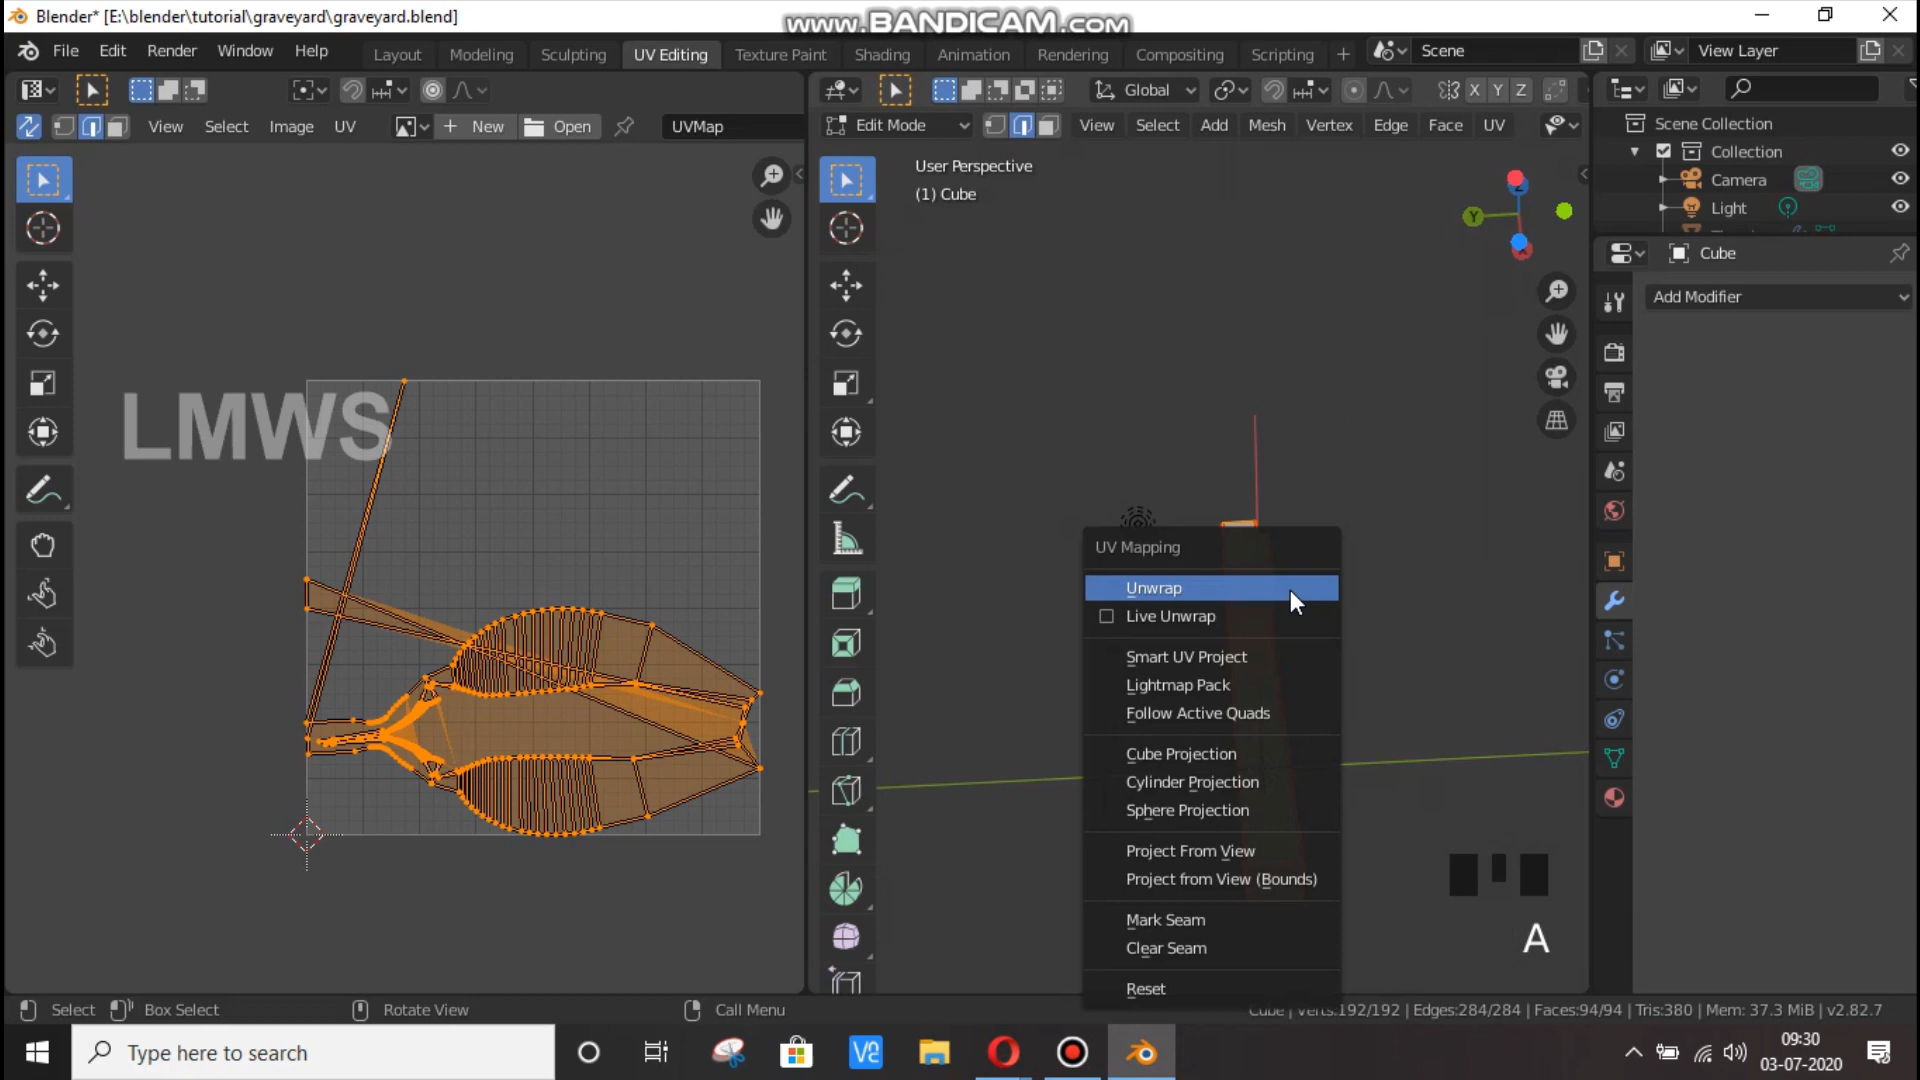 Blender* [E:\blender\tutorial\graveyard\graveyard.blend]
www.BANDICAM.com
File Edit Render Window Help
Layout Modeling Sculpting UV Editing Texture Paint Shading Animation Rendering Compositing Scripting +
Scene
View Layer
Global
X Y Z
View Select Image UV
+ New
Open
UVMap
Edit Mode
View Select Add Mesh Vertex Edge Face UV
Scene Collection
Collection
Camera
Light
User Perspective
(1) Cube
Y
Z
Cube
Add Modifier
LMWS
UV Mapping
Unwrap
Live Unwrap
Smart UV Project
Lightmap Pack
Follow Active Quads
Cube Projection
Cylinder Projection
Sphere Projection
Project From View
Project from View (Bounds)
Mark Seam
Clear Seam
Reset
A
Select
Box Select
Rotate View
Call Menu
Cube | Verts:192/192 | Edges:284/284 | Faces:94/94 | Tris:380 | Mem: 37.3 MiB | v2.82.7
Type here to search
09:30
03-07-2020